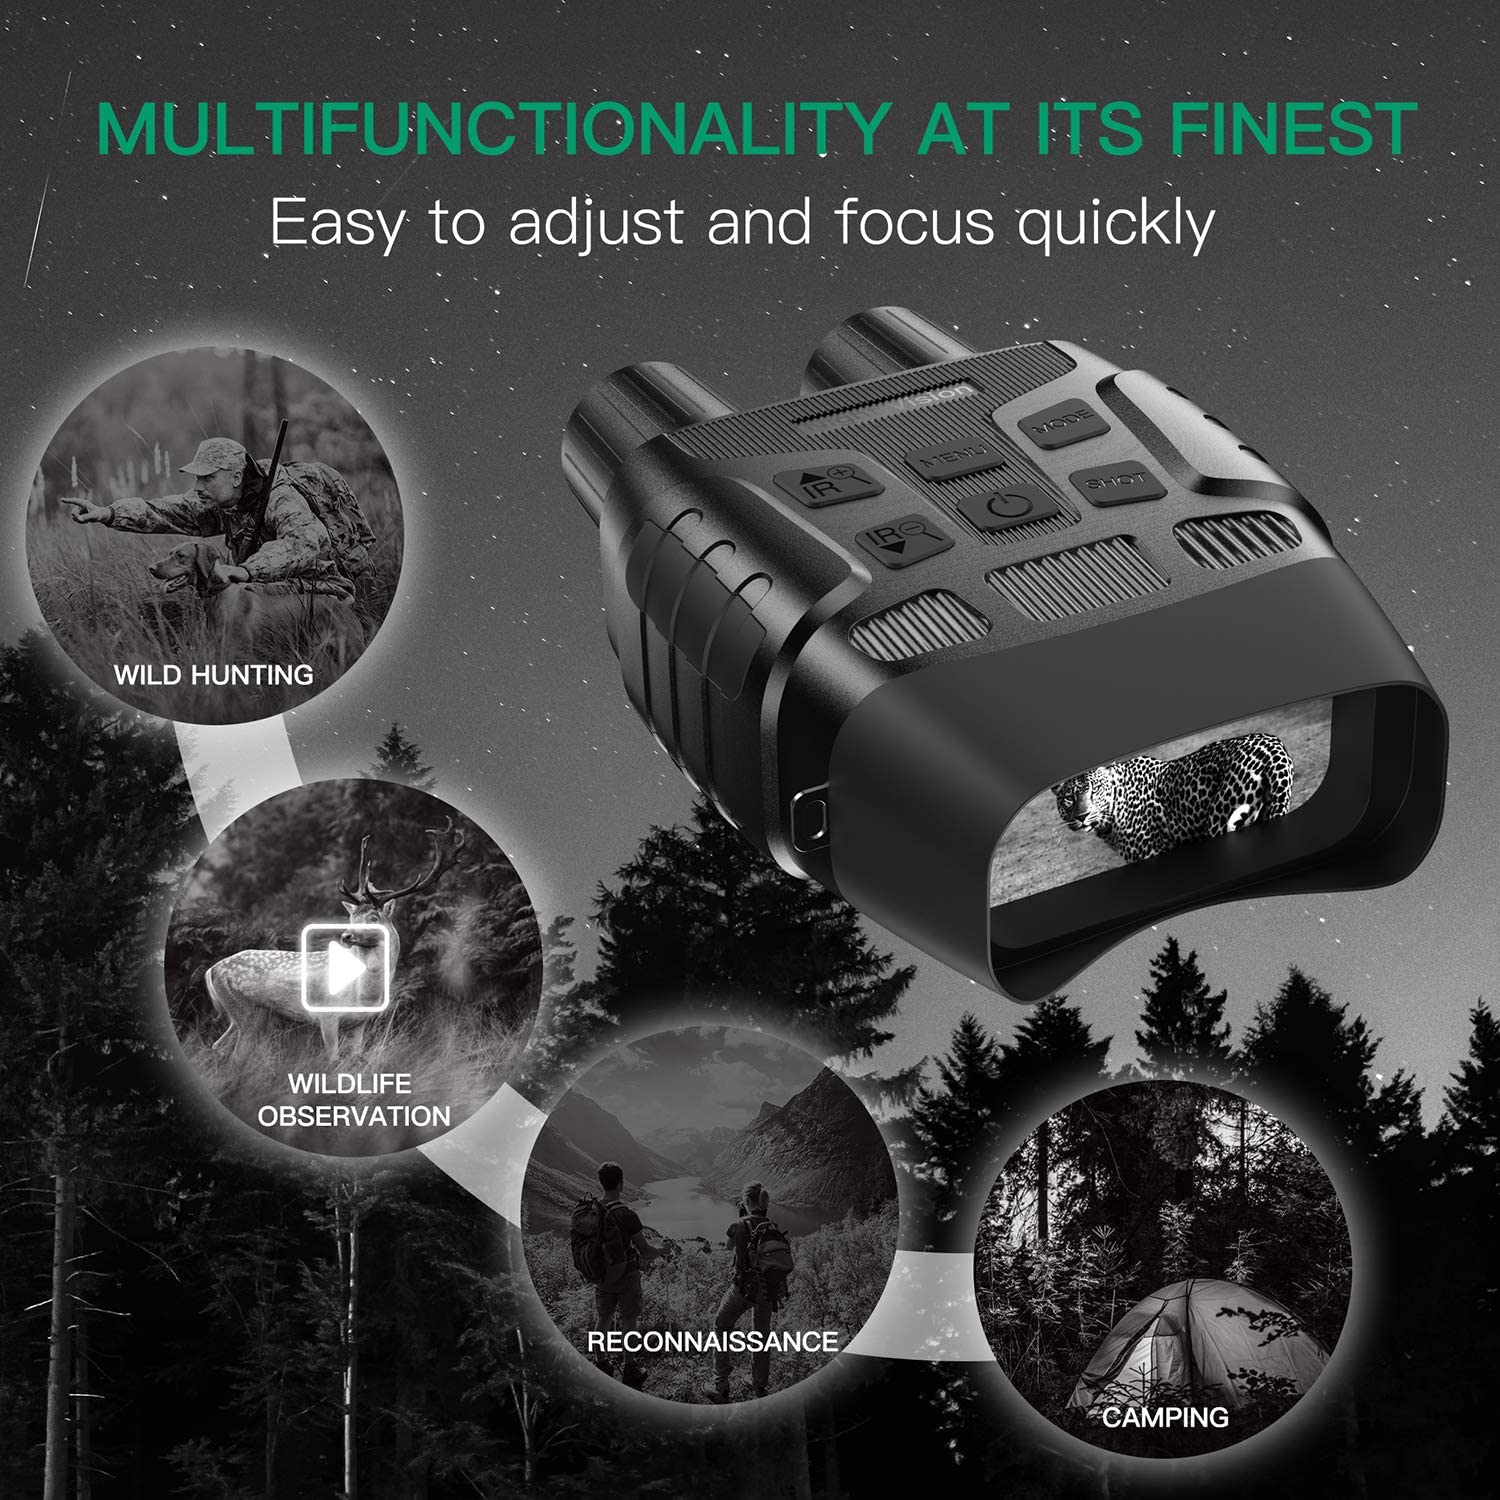 MULTIFUNCTIONALITY AT ITS FINEST
Easy to adjust and focus quickly
MODE
MENU
IR
SHOT
IR
WILD HUNTING
WILDLIFE
OBSERVATION
RECONNAISSANCE
CAMPING